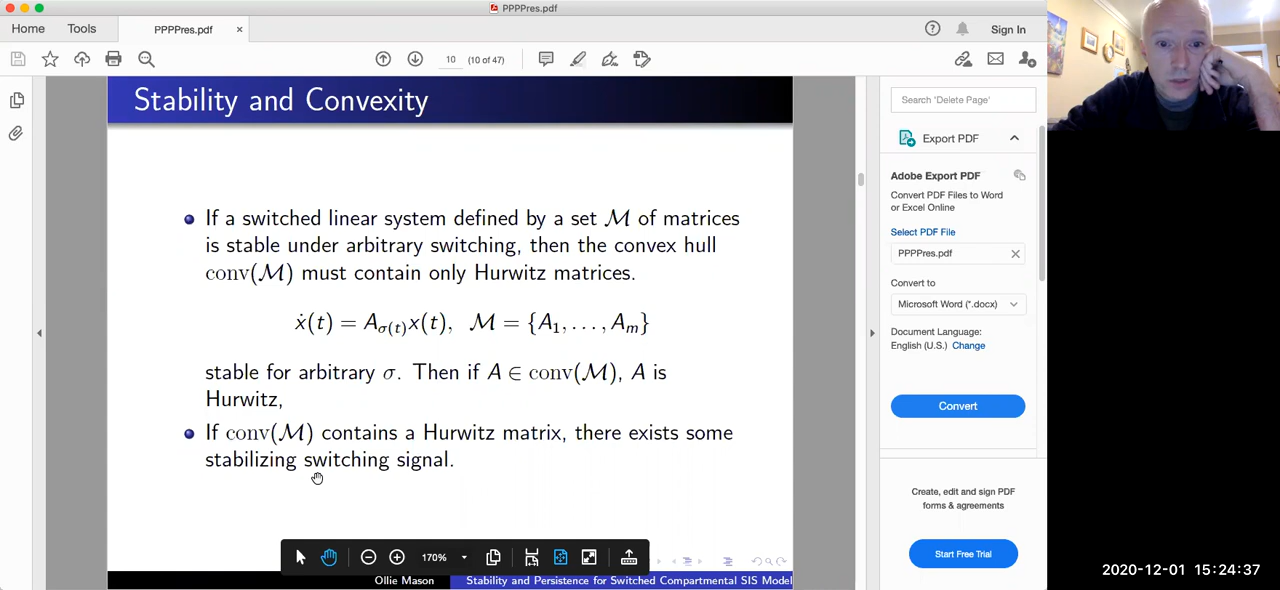 PPPPres.pdf
Home
Tools
PPPPres.pdf
×
Sign In
10
(10 of 47)
Stability and Convexity
If a switched linear system defined by a set ℳ of matrices
is stable under arbitrary switching, then the convex hull
conv(ℳ) must contain only Hurwitz matrices.
ẋ(t) = A_{σ(t)}x(t), ℳ = {A₁, . . . , Aₘ}
stable for arbitrary σ. Then if A ∈ conv(ℳ), A is
Hurwitz,
If conv(ℳ) contains a Hurwitz matrix, there exists some
stabilizing switching signal.
170%
Ollie Mason
Stability and Persistence for Switched Compartmental SIS Model
Search 'Delete Page'
Export PDF
Adobe Export PDF
Convert PDF Files to Word
or Excel Online
Select PDF File
PPPPres.pdf
Convert to
Microsoft Word (*.docx)
Document Language:
English (U.S.) Change
Convert
Create, edit and sign PDF
forms & agreements
Start Free Trial
2020-12-01 15:24:37